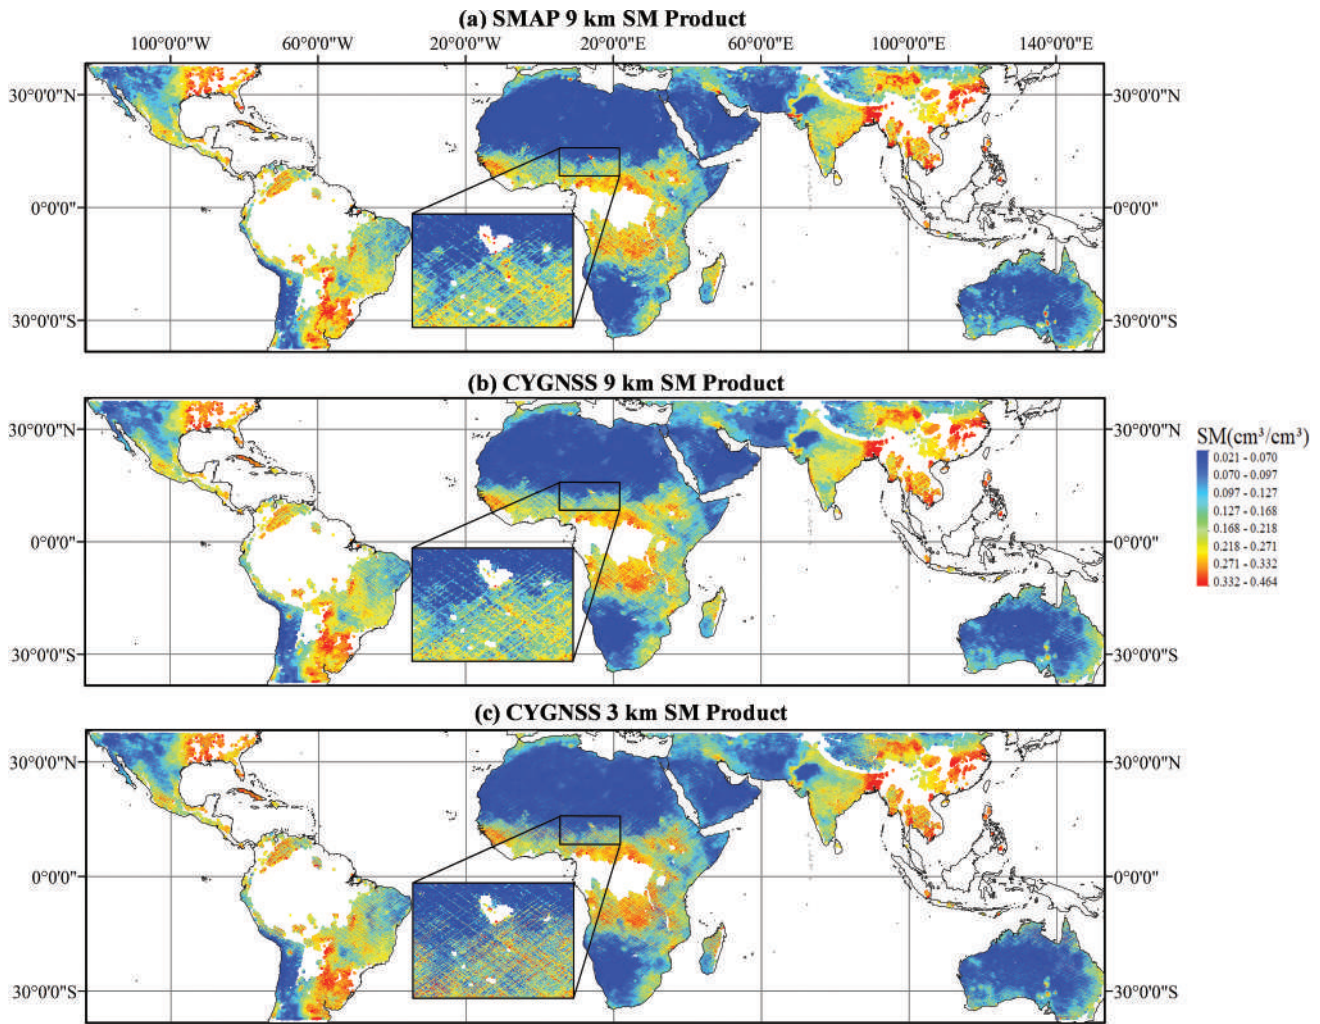 (a) SMAP 9 km SM Product
100°0'0"W 60°0'0"W 20°0'0"W 20°0'0"E 60°0'0"E 100°0'0"E 140°0'0"E
30°0'0"N 30°0'0"N
0°0'0" 0°0'0"
30°0'0"S 30°0'0"S
(b) CYGNSS 9 km SM Product
30°0'0"N 30°0'0"N
0°0'0" 0°0'0"
30°0'0"S 30°0'0"S
SM(cm³/cm³)
0.021 - 0.070
0.070 - 0.097
0.097 - 0.127
0.127 - 0.168
0.168 - 0.218
0.218 - 0.271
0.271 - 0.332
0.332 - 0.464
(c) CYGNSS 3 km SM Product
30°0'0"N 30°0'0"N
0°0'0" 0°0'0"
30°0'0"S 30°0'0"S